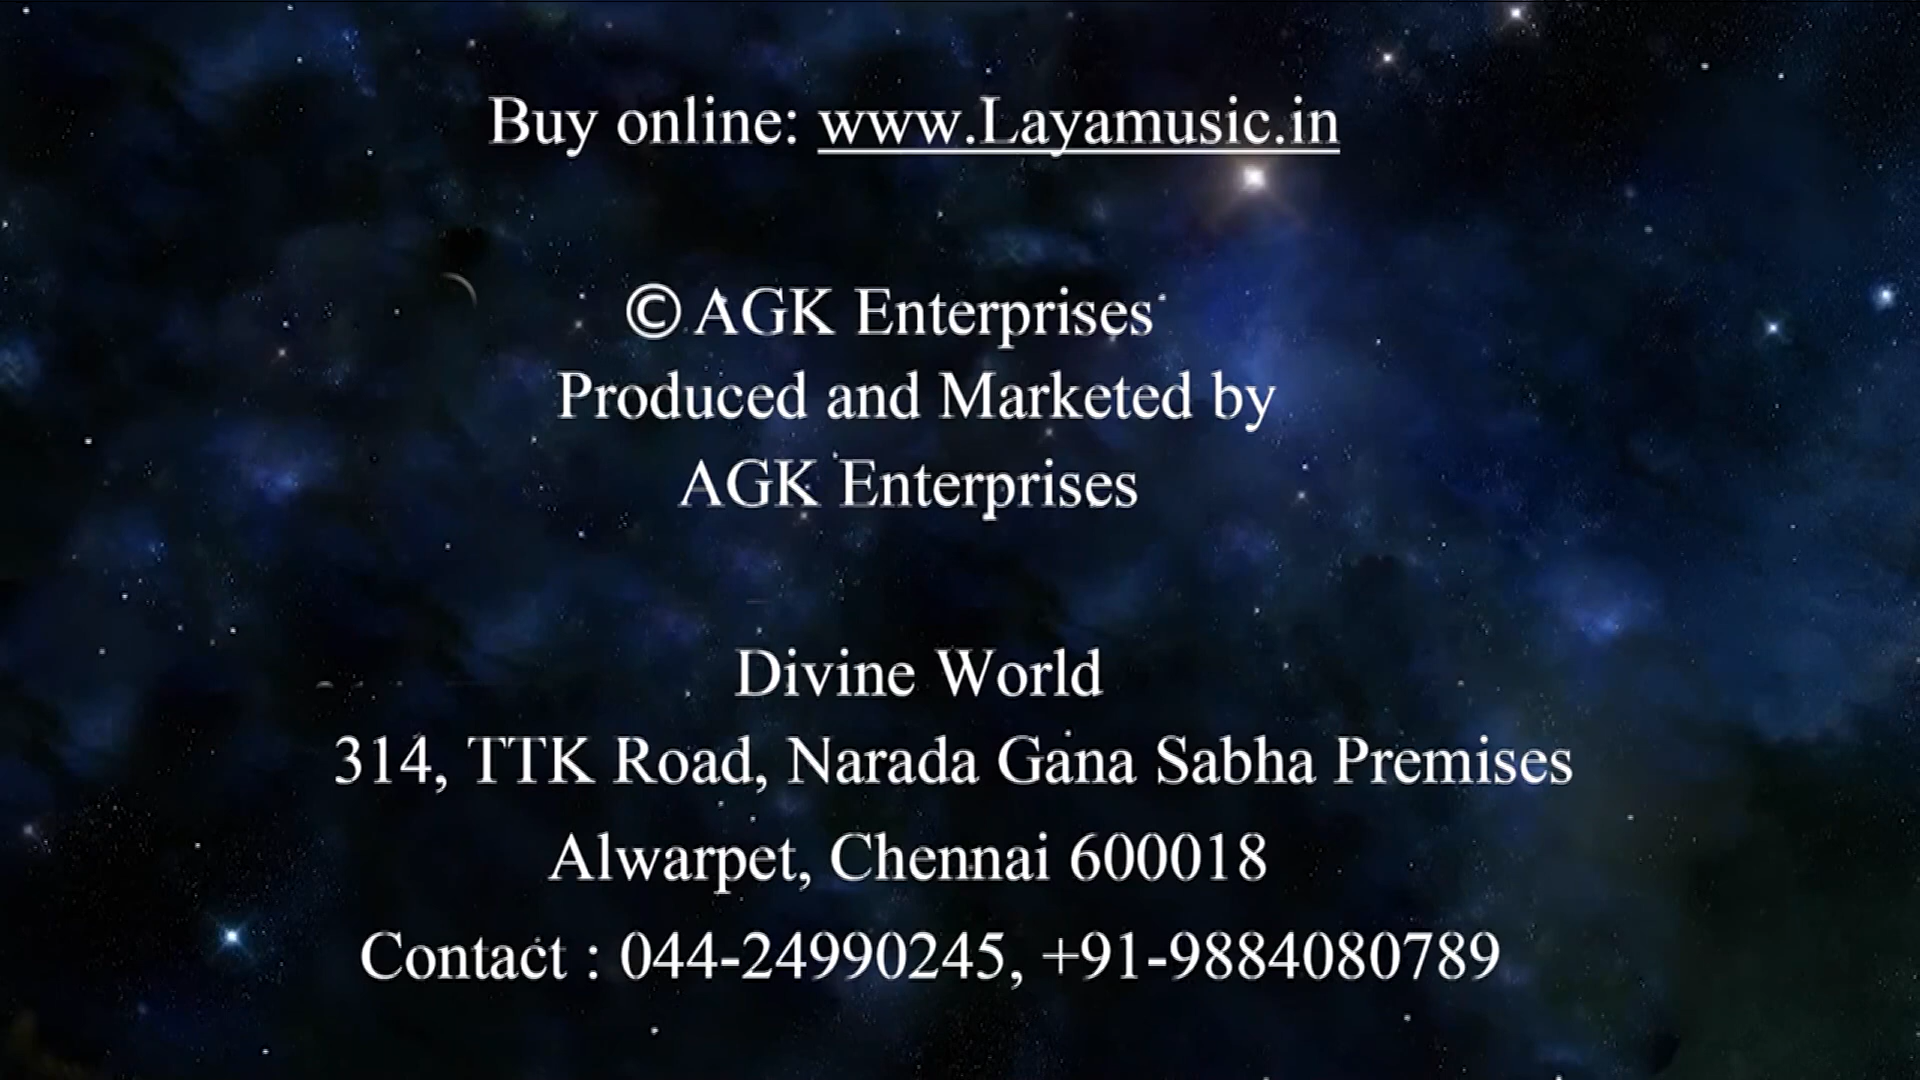 Buy online: www.Layamusic.in
© AGK Enterprises
Produced and Marketed by
AGK Enterprises
Divine World
314, TTK Road, Narada Gana Sabha Premises
Alwarpet, Chennai 600018
Contact : 044-24990245, +91-9884080789